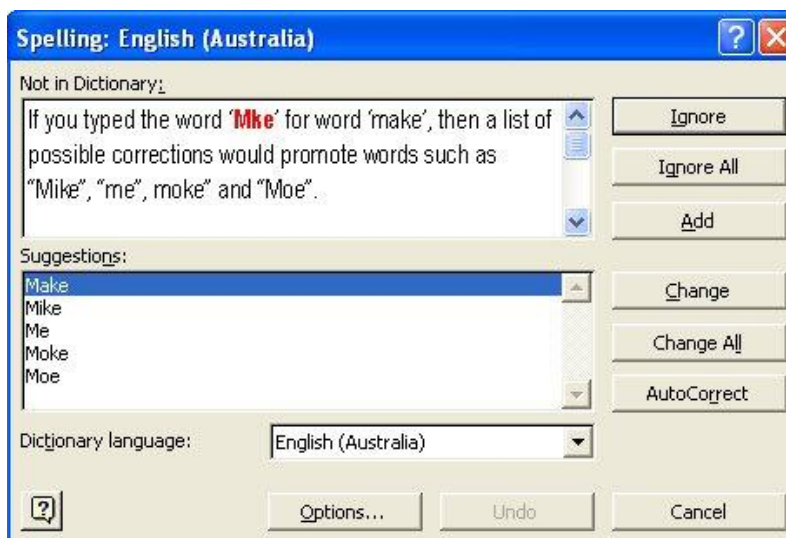 Spelling: English (Australia)
Not in Dictionary:
If you typed the word ‘Mke’ for word ‘make’, then a list of
possible corrections would promote words such as
“Mike”, “me”, moke” and “Moe”.
Ignore
Ignore All
Add
Suggestions:
Make
Mike
Me
Moke
Moe
Change
Change All
AutoCorrect
Dictionary language:
English (Australia)
Options...
Undo
Cancel